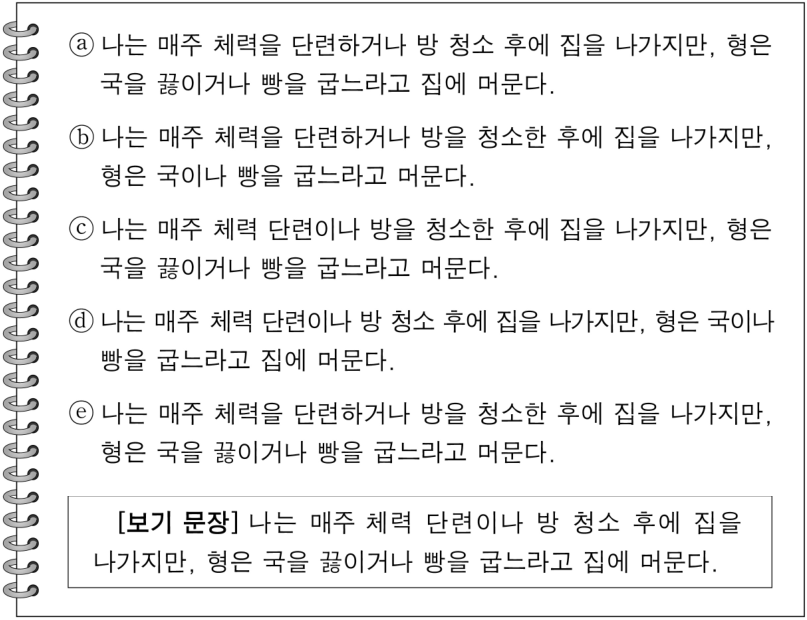 ⓐ 나는 매주 체력을 단련하거나 방 청소 후에 집을 나가지만, 형은
국을 끓이거나 빵을 굽느라고 집에 머문다.
ⓑ 나는 매주 체력을 단련하거나 방을 청소한 후에 집을 나가지만,
형은 국이나 빵을 굽느라고 머문다.
ⓒ 나는 매주 체력 단련이나 방을 청소한 후에 집을 나가지만, 형은
국을 끓이거나 빵을 굽느라고 머문다.
ⓓ 나는 매주 체력 단련이나 방 청소 후에 집을 나가지만, 형은 국이나
빵을 굽느라고 집에 머문다.
ⓔ 나는 매주 체력을 단련하거나 방을 청소한 후에 집을 나가지만,
형은 국을 끓이거나 빵을 굽느라고 머문다.
[보기 문장] 나는 매주 체력 단련이나 방 청소 후에 집을
나가지만, 형은 국을 끓이거나 빵을 굽느라고 집에 머문다.